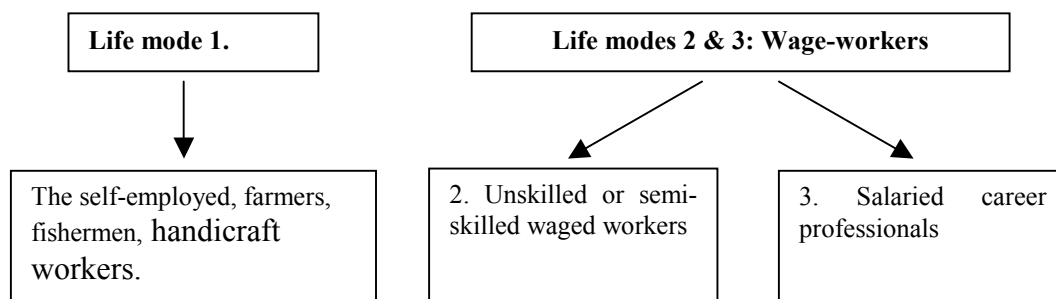 Life mode 1.
Life modes 2 & 3: Wage-workers
The self-employed, farmers,
fishermen, handicraft
workers.
2. Unskilled or semi-
skilled waged workers
3. Salaried career
professionals